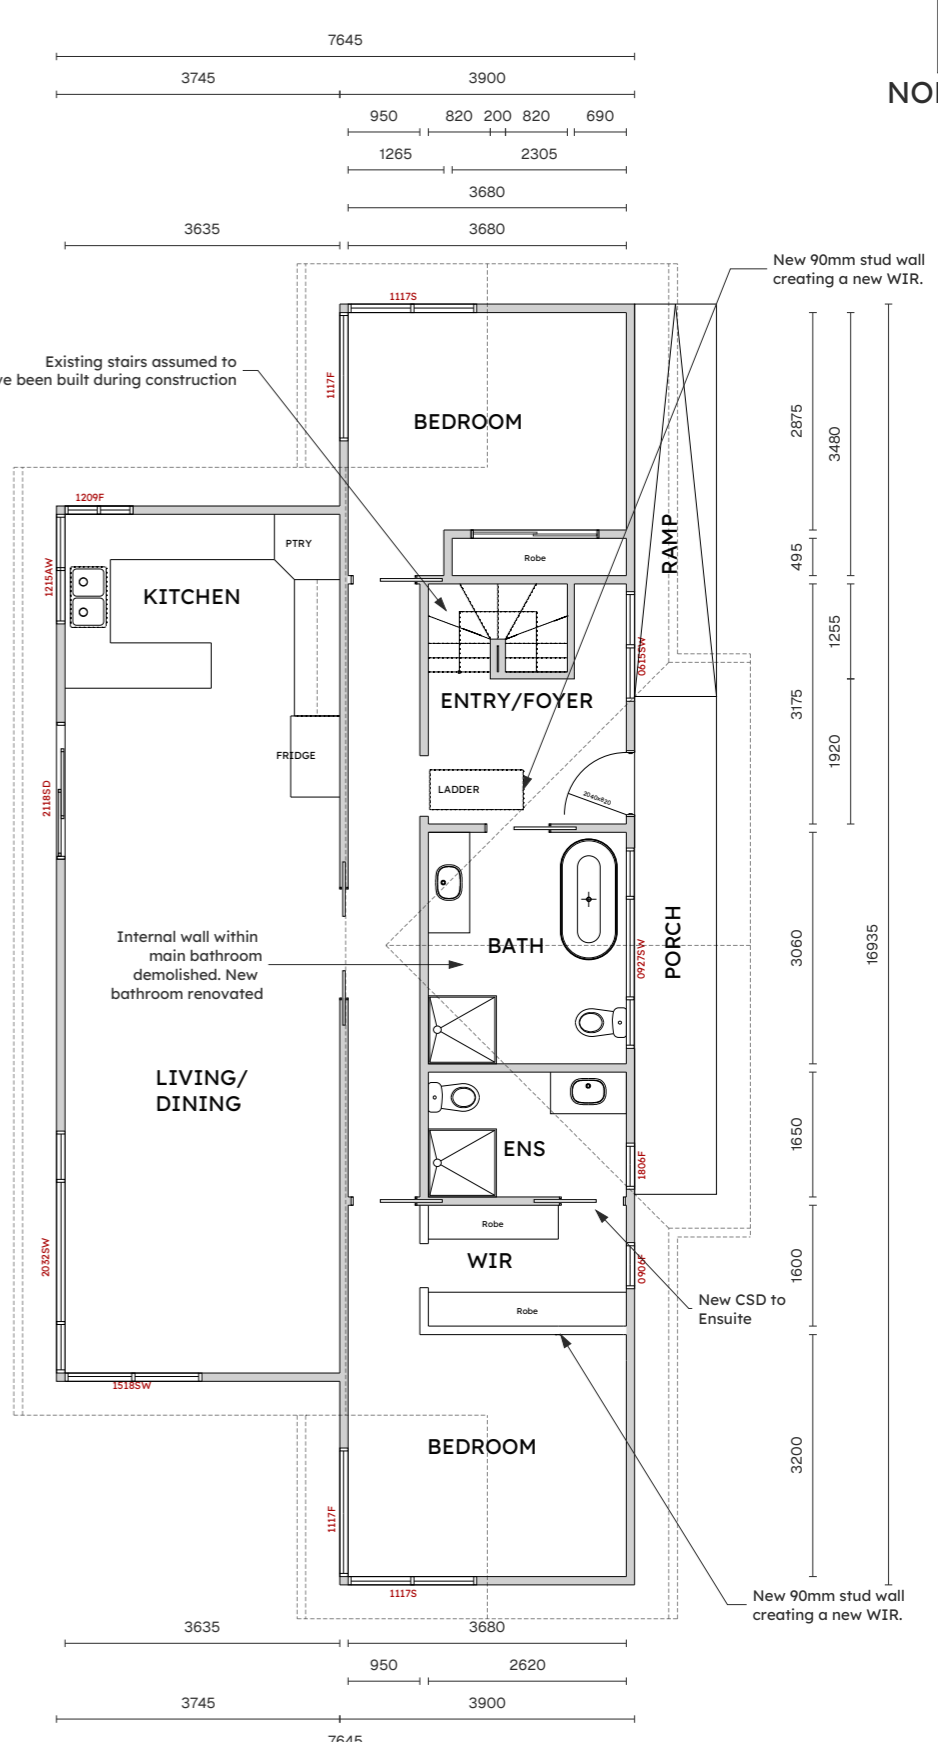 7645
3745 3900
NO
950 820 200 820 690
1265 2305
3680
3635 3680
New 90mm stud wall
creating a new WIR.
1117S
Existing stairs assumed to
ve been built during construction
1117F
BEDROOM
2875
3480
1209F
PTRY
RAMP
Robe
495
1215AW
KITCHEN
1255
0615SW
ENTRY/FOYER
3175
1920
FRIDGE
LADDER
2040x820
2118SD
Internal wall within
main bathroom
demolished. New
bathroom renovated
BATH
0927SW
PORCH
3060
16935
LIVING/
DINING
ENS
1650
1806F
Robe
WIR
0906F
1600
2032SW
Robe
New CSD to
Ensuite
1518SW
BEDROOM
3200
1117F
1117S
New 90mm stud wall
creating a new WIR.
3635 3680
950 2620
3745 3900
7645